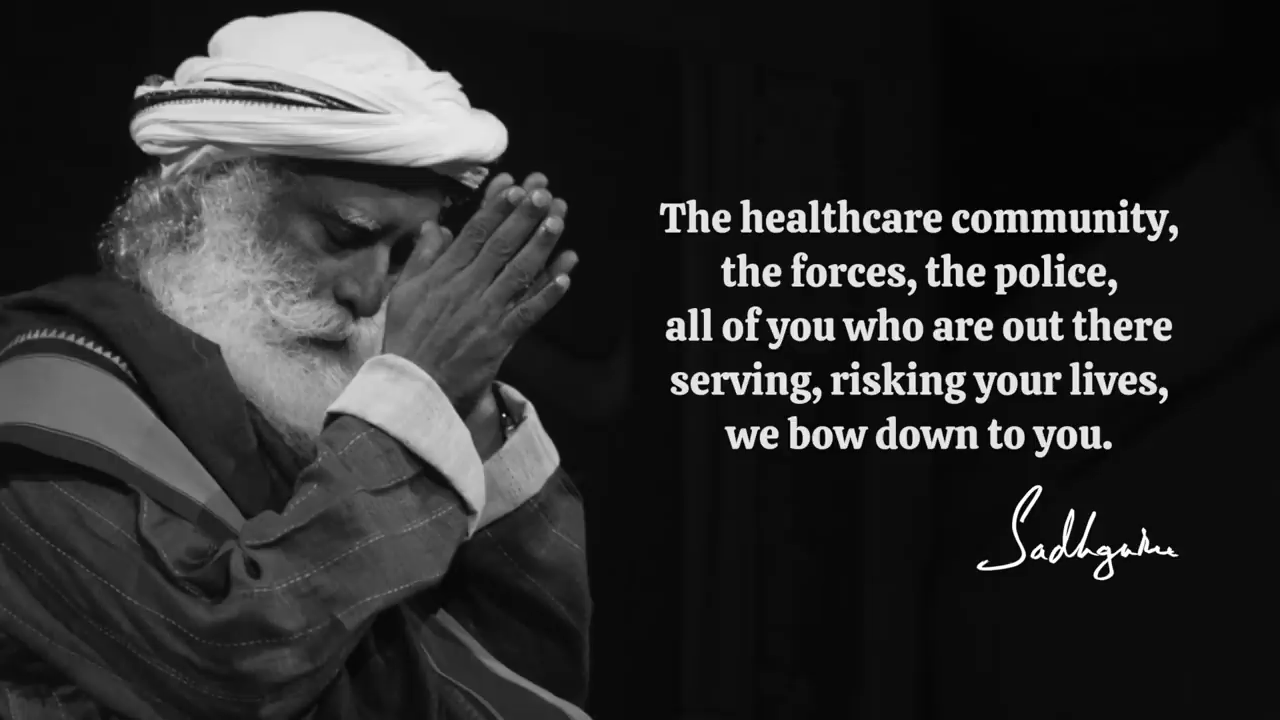 The healthcare community,
the forces, the police,
all of you who are out there
serving, risking your lives,
we bow down to you.
Sadhguru